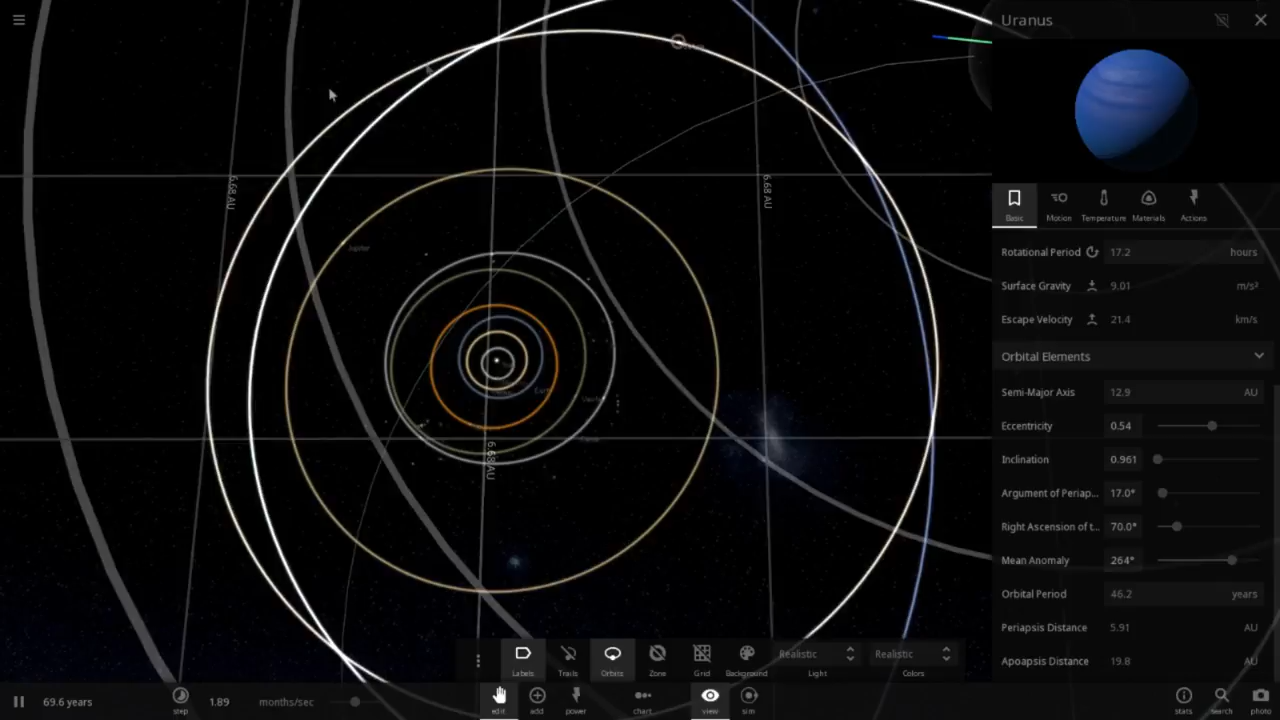 Uranus
6.68 AU
6.68 AU
Jupiter
Basic
Motion
Temperature
Materials
Actions
Rotational Period 17.2 hours
Surface Gravity 9.01 m/s²
Escape Velocity 21.4 km/s
Orbital Elements
Semi-Major Axis 12.9 AU
Eccentricity 0.54
Inclination 0.961
Argument of Periap... 17.0°
Right Ascension of t... 70.0°
Mean Anomaly 264°
Orbital Period 46.2 years
Periapsis Distance 5.91 AU
Apoapsis Distance 19.8 AU
Earth
6.68 AU
Labels
Trails
Orbits
Zone
Grid
Background
Realistic
Light
Realistic
Colors
69.6 years
step
1.89 months/sec
edit
add
power
chart
view
sim
stats
search
photo